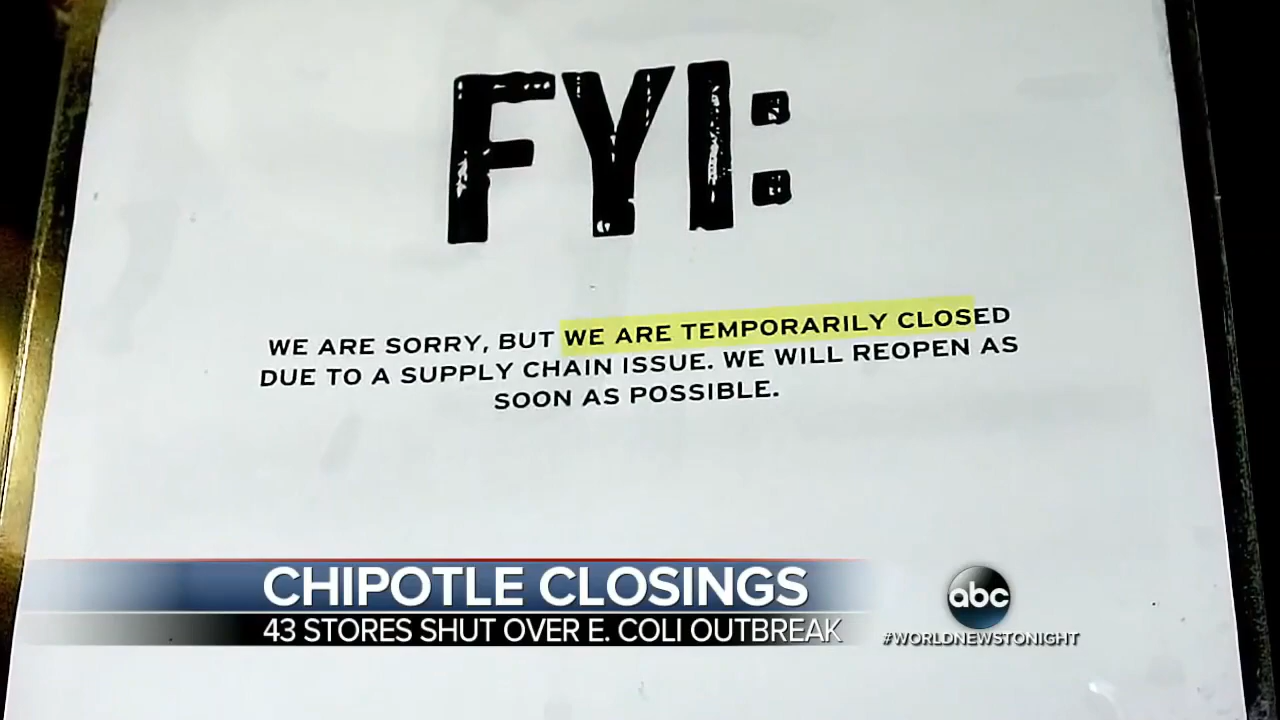 FYI:
WE ARE SORRY, BUT WE ARE TEMPORARILY CLOSED
DUE TO A SUPPLY CHAIN ISSUE. WE WILL REOPEN AS
SOON AS POSSIBLE.
CHIPOTLE CLOSINGS
43 STORES SHUT OVER E. COLI OUTBREAK
abc
#WORLDNEWSTONIGHT